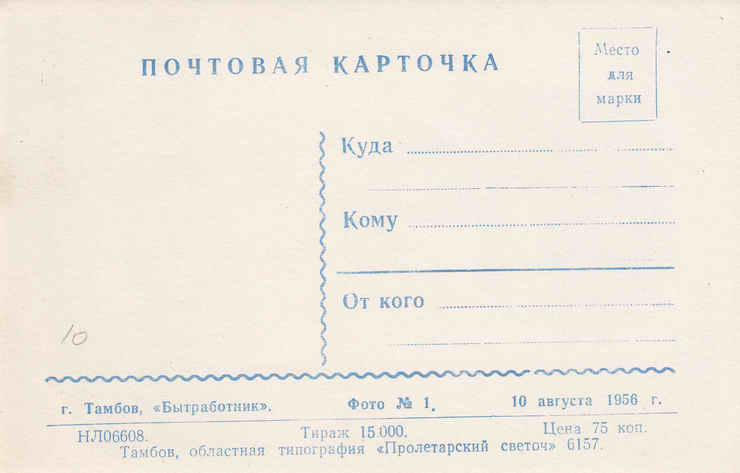 ПОЧТОВАЯ КАРТОЧКА
Место
для
марки
Куда
Кому
От кого
10
г. Тамбов, «Бытработник». Фото № 1. 10 августа 1956 г.
НЛ06608. Тираж 15.000. Цена 75 коп.
Тамбов, областная типография «Пролетарский светоч» 6157.